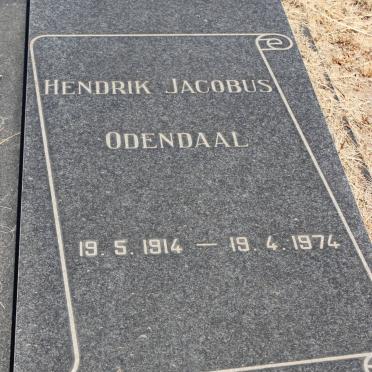 HENDRIK JACOBUS
ODENDAAL
19.5.1914 — 19.4.1974